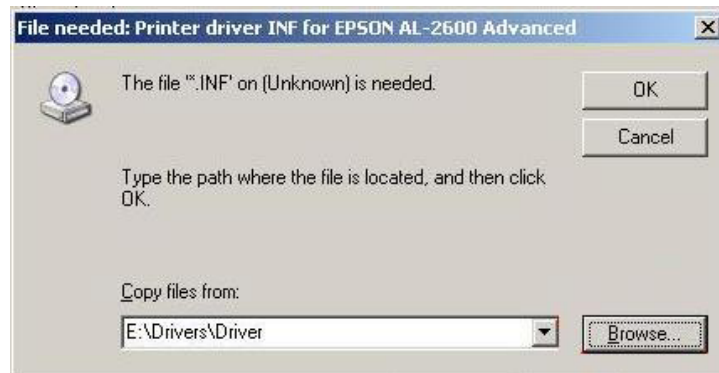 File needed: Printer driver INF for EPSON AL-2600 Advanced
The file '*.INF' on (Unknown) is needed.
OK
Cancel
Type the path where the file is located, and then click
OK.
Copy files from:
E:\Drivers\Driver
Browse...